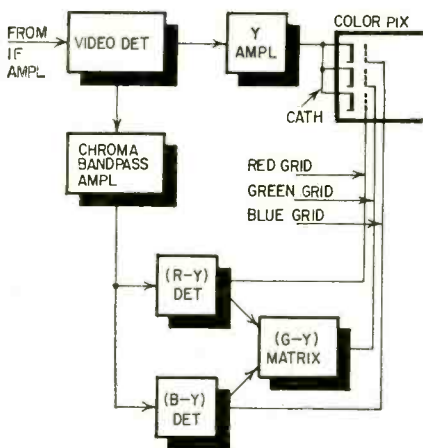 COLOR PIX
FROM
IF
AMPL
VIDEO DET
Y
AMPL
CATH
CHROMA
BANDPASS
AMPL
RED GRID
GREEN GRID
BLUE GRID
(R-Y)
DET
(G-Y)
MATRIX
(B-Y)
DET